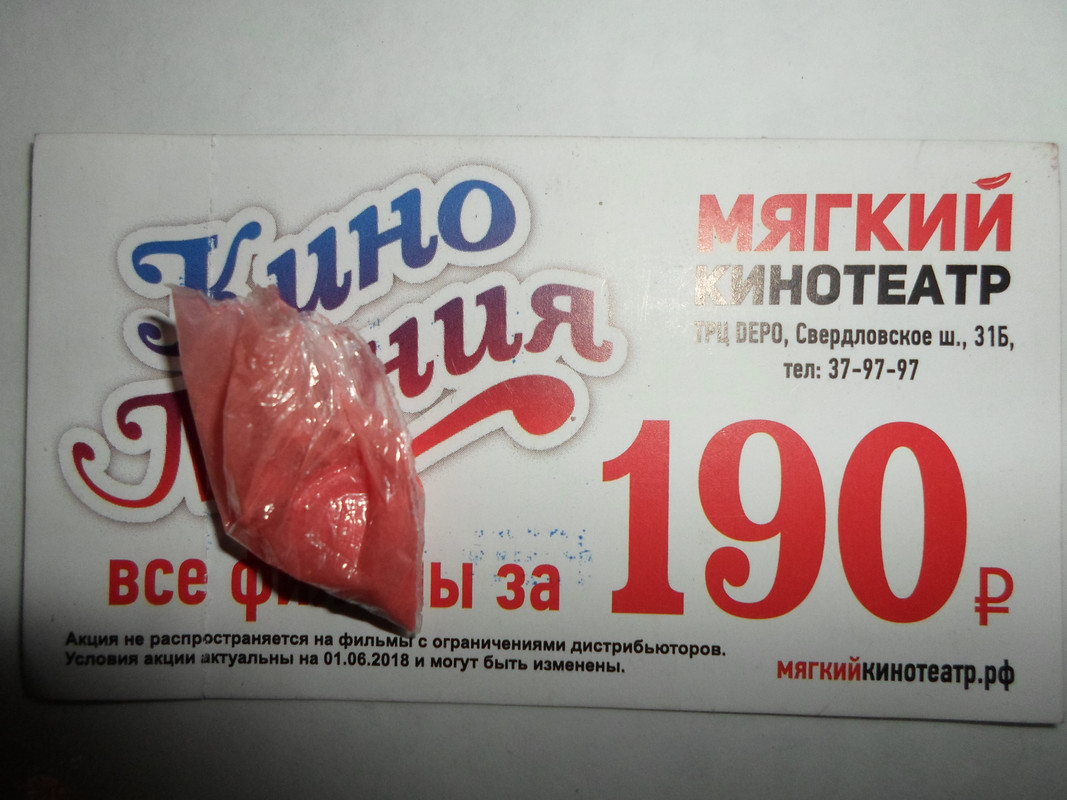 Кино
МЯГКИЙ
КИНОТЕАТР
ТРЦ DEPO, Свердловское ш., 31Б,
тел: 37-97-97
все за
190 ₽
Акция не распространяется на фильмы с ограничениями дистрибьюторов.
Условия акции актуальны на 01.06.2018 и могут быть изменены.
мягкийкинотеатр.рф